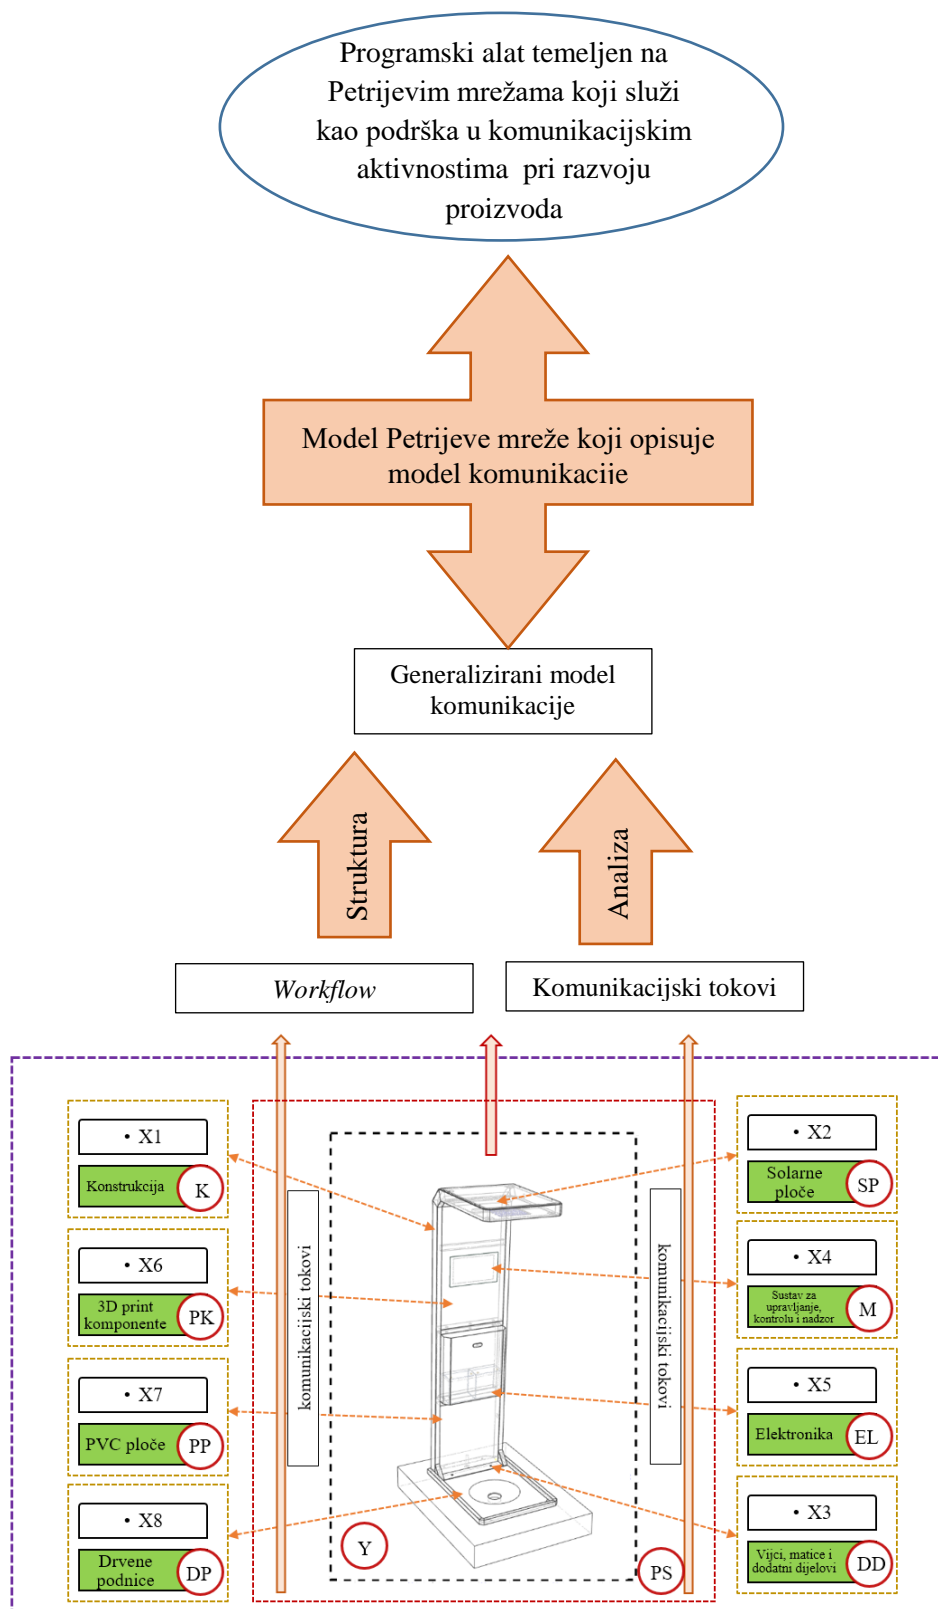 Programski alat temeljen na
Petrijevim mrežama koji služi
kao podrška u komunikacijskim
aktivnostima pri razvoju
proizvoda
Model Petrijeve mreže koji opisuje
model komunikacije
Generalizirani model
komunikacije
Struktura
Analiza
Workflow
Komunikacijski tokovi
• X1
Konstrukcija
K
• X6
3D print
komponente
PK
• X7
PVC ploče
PP
• X8
Drvene
podnice
DP
komunikacijski tokovi
Y
komunikacijski tokovi
PS
• X2
Solarne
ploče
SP
• X4
Sustav za
upravljanje,
kontrolu i nadzor
M
• X5
Elektronika
EL
• X3
Vijci, matice i
dodatni dijelovi
DD